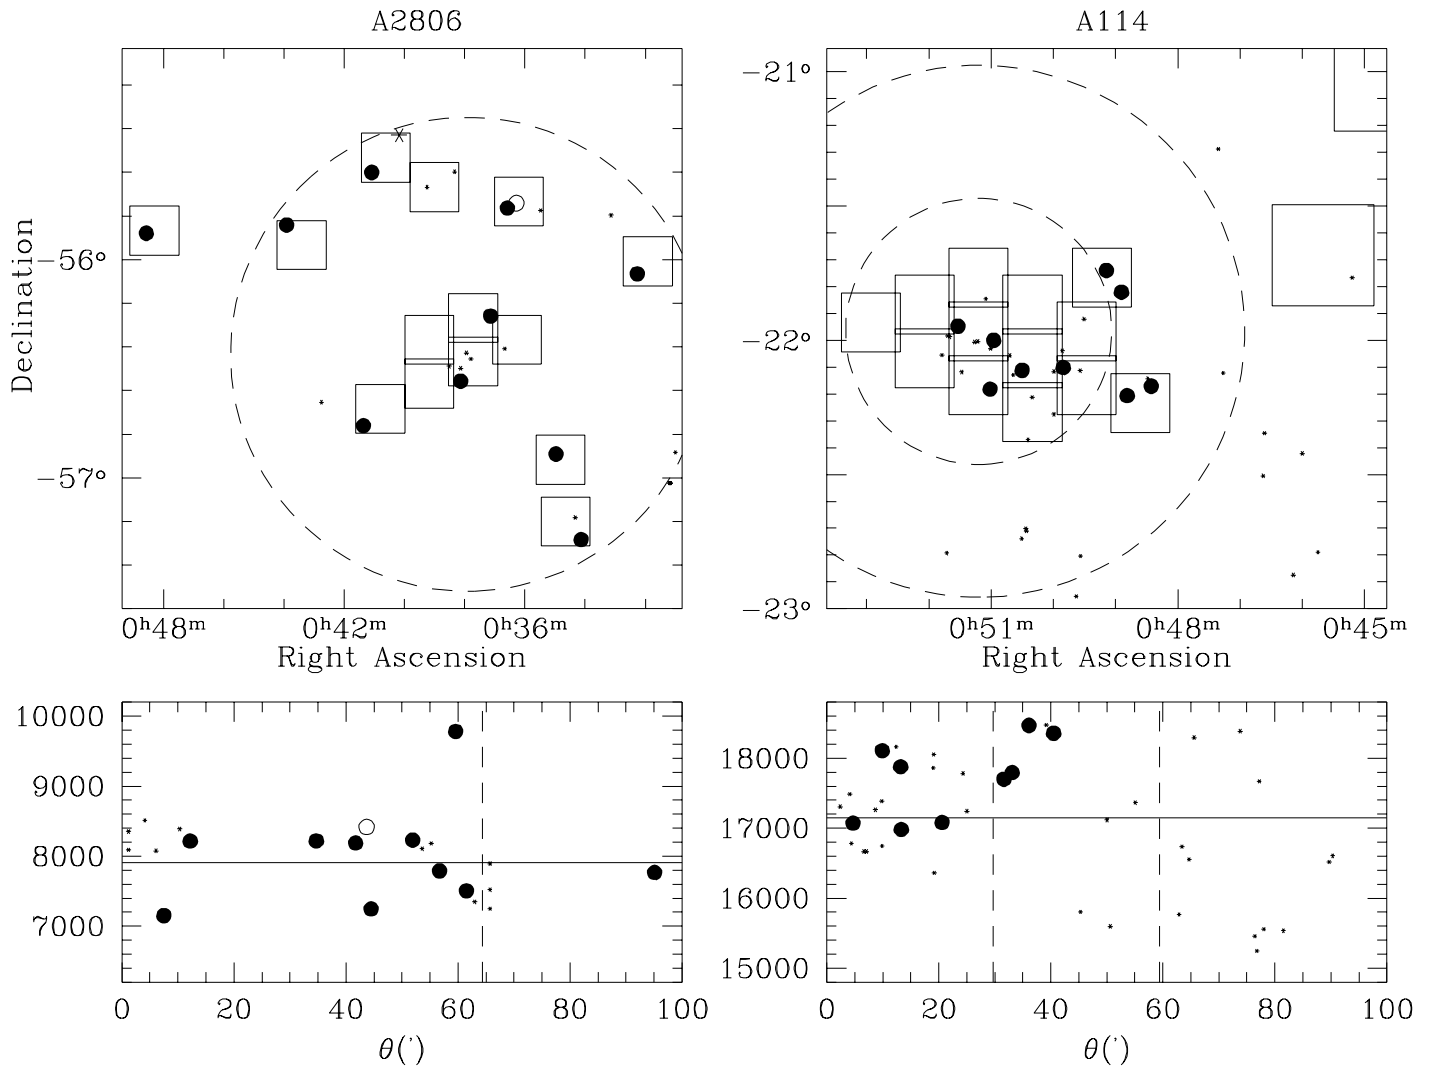 A2806
A114
Declination
−56°
−57°
0ʰ48ᵐ 0ʰ42ᵐ 0ʰ36ᵐ
Right Ascension
−21°
−22°
−23°
0ʰ51ᵐ 0ʰ48ᵐ 0ʰ45ᵐ
Right Ascension
10000
9000
8000
7000
0 20 40 60 80 100
θ(')
18000
17000
16000
15000
0 20 40 60 80 100
θ(')